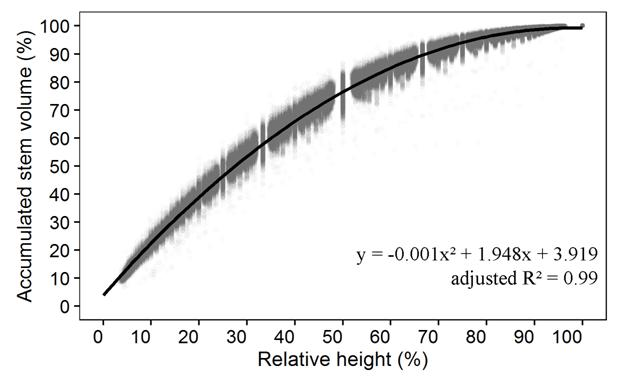 Accumulated stem volume (%)
100
90
80
70
60
50
40
30
20
10
0
y = -0.001x² + 1.948x + 3.919
adjusted R² = 0.99
0 10 20 30 40 50 60 70 80 90 100
Relative height (%)